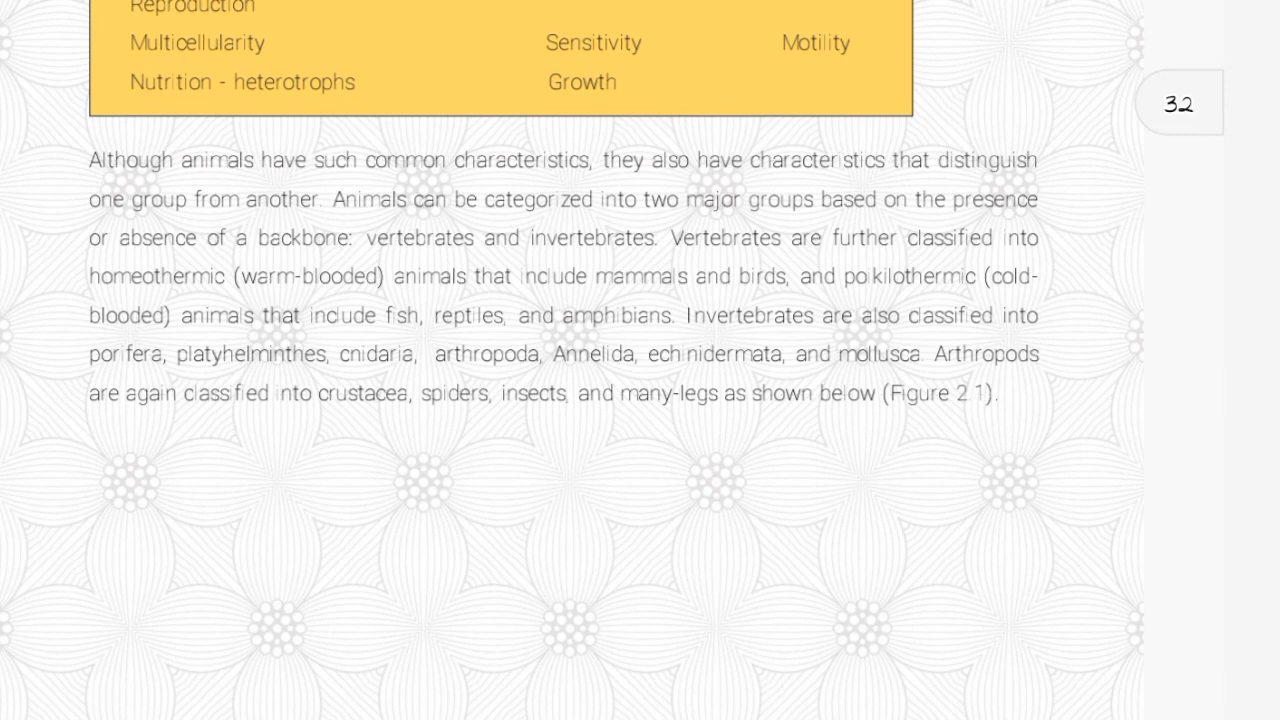 Reproduction
Multicellularity Sensitivity Motility
Nutrition - heterotrophs Growth
32
Although animals have such common characteristics, they also have characteristics that distinguish
one group from another. Animals can be categorized into two major groups based on the presence
or absence of a backbone: vertebrates and invertebrates. Vertebrates are further classified into
homeothermic (warm-blooded) animals that include mammals and birds, and poikilothermic (cold-
blooded) animals that include fish, reptiles, and amphibians. Invertebrates are also classified into
porifera, platyhelminthes, cnidaria, arthropoda, Annelida, echinidermata, and mollusca. Arthropods
are again classified into crustacea, spiders, insects, and many-legs as shown below (Figure 2.1).